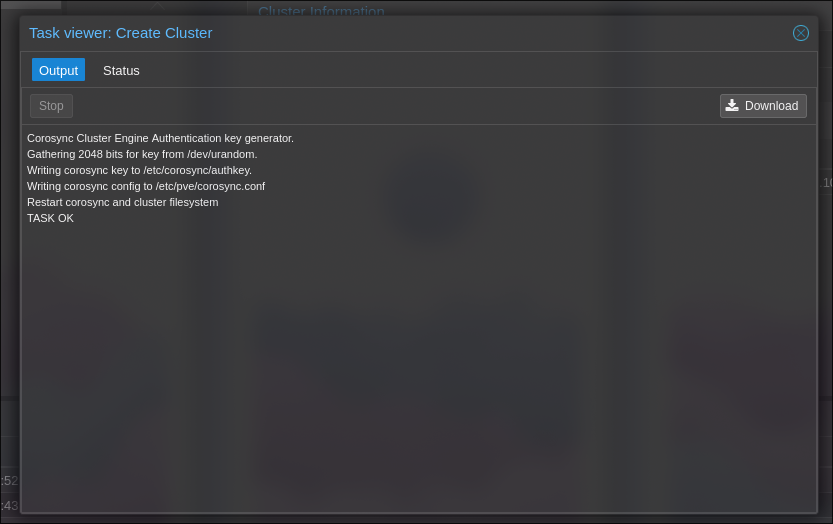 Cluster Information
Task viewer: Create Cluster
Output
Status
Stop
Download
Corosync Cluster Engine Authentication key generator.
Gathering 2048 bits for key from /dev/urandom.
Writing corosync key to /etc/corosync/authkey.
Writing corosync config to /etc/pve/corosync.conf
Restart corosync and cluster filesystem
TASK OK
.10
:52
:43